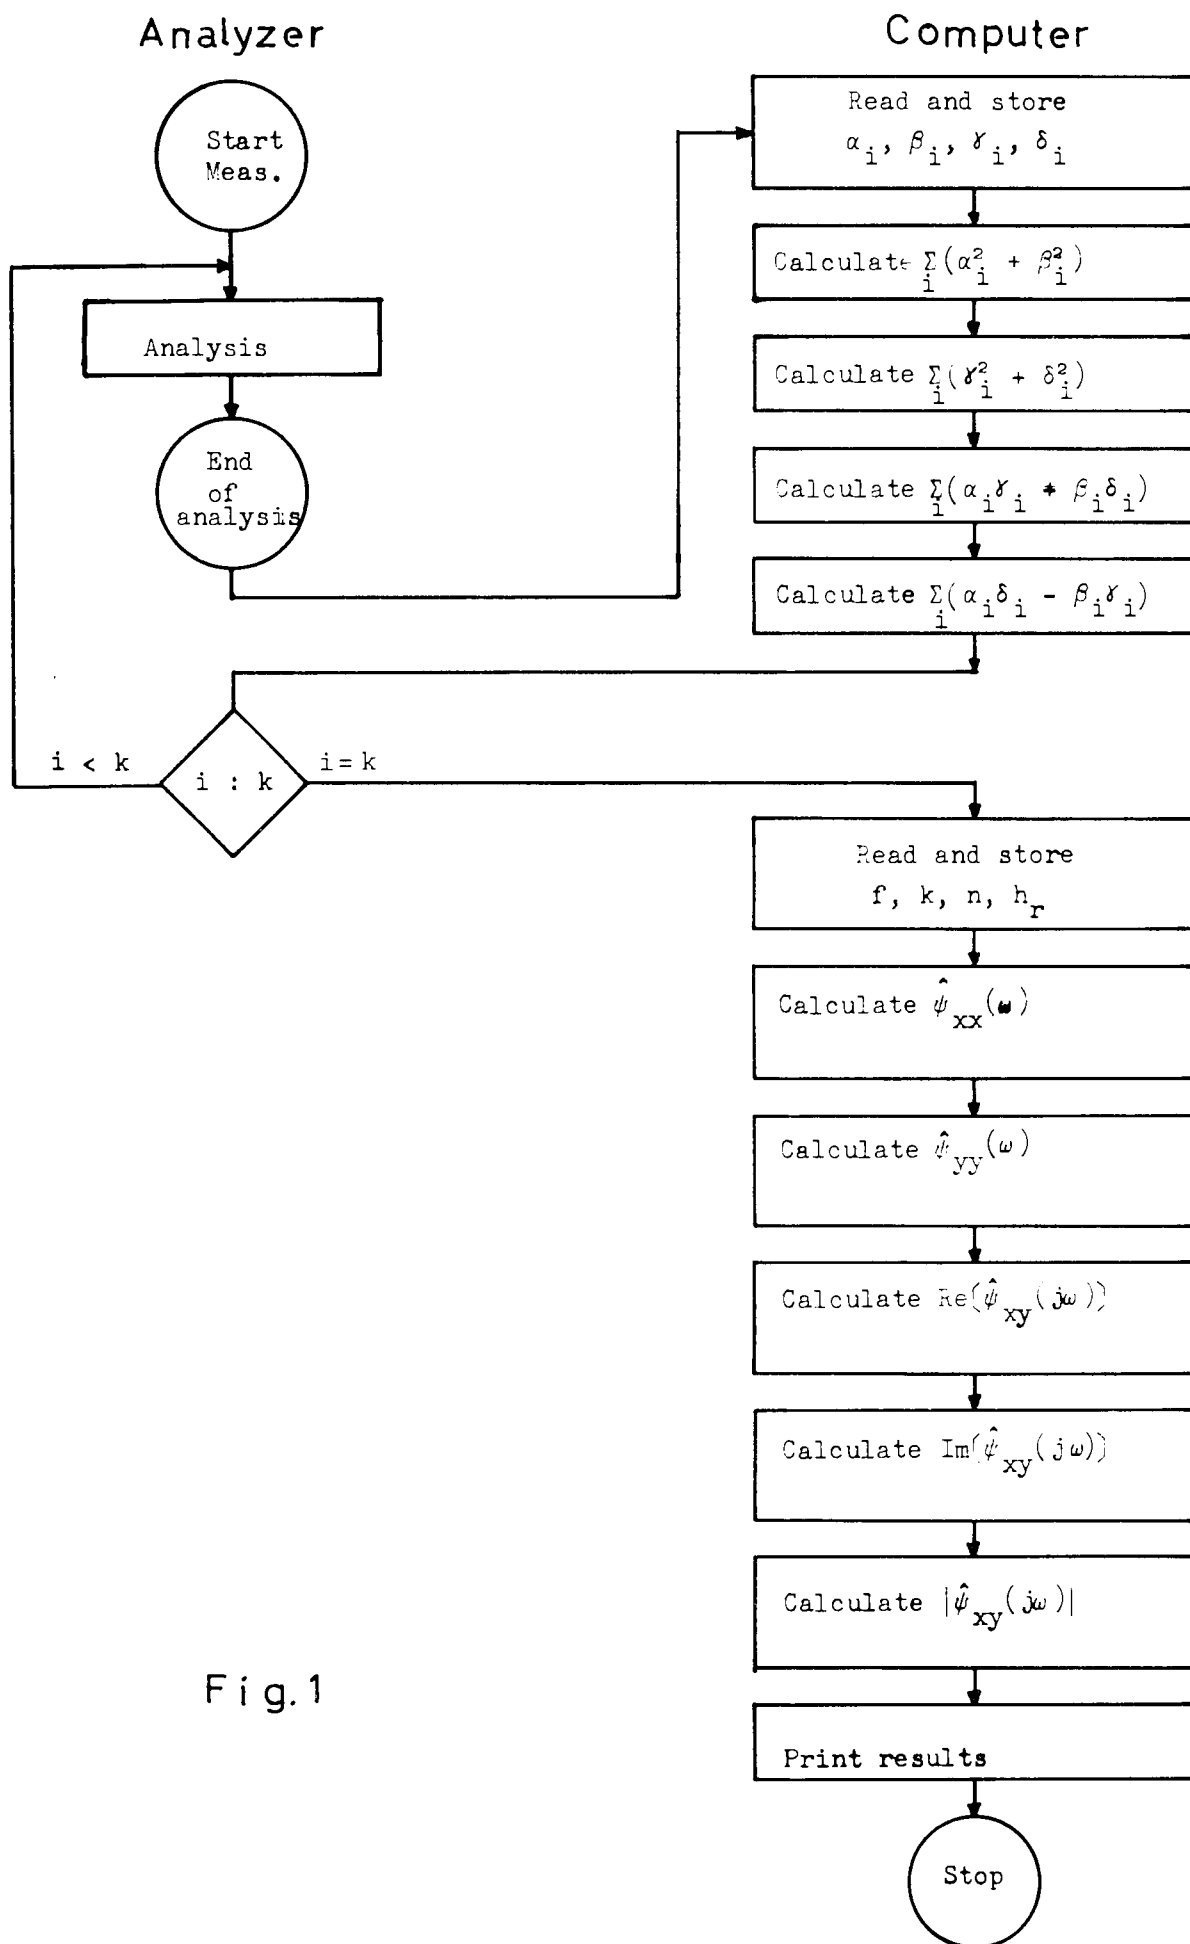 Analyzer
Computer
Start
Meas.
Analysis
End
of
analysis
Read and store
α_i, β_i, γ_i, δ_i
Calculate Σ_i(α_i² + β_i²)
Calculate Σ_i(γ_i² + δ_i²)
Calculate Σ_i(α_iγ_i + β_iδ_i)
Calculate Σ_i(α_iδ_i - β_iγ_i)
i < k
i : k
i = k
Read and store
f, k, n, h_r
Calculate ψ̂_xx(ω)
Calculate ψ̂_yy(ω)
Calculate Re{ψ̂_xy(jω)}
Calculate Im{ψ̂_xy(jω)}
Calculate |ψ̂_xy(jω)|
Print results
Stop
Fig.1